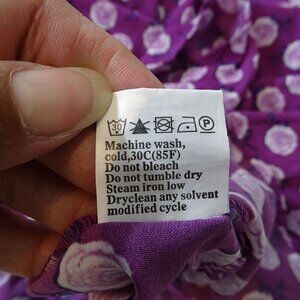 30 P
Machine wash,
cold,30C(85F)
Do not bleach
Do not tumble dry
Steam iron low
Dryclean any solvent
modified cycle